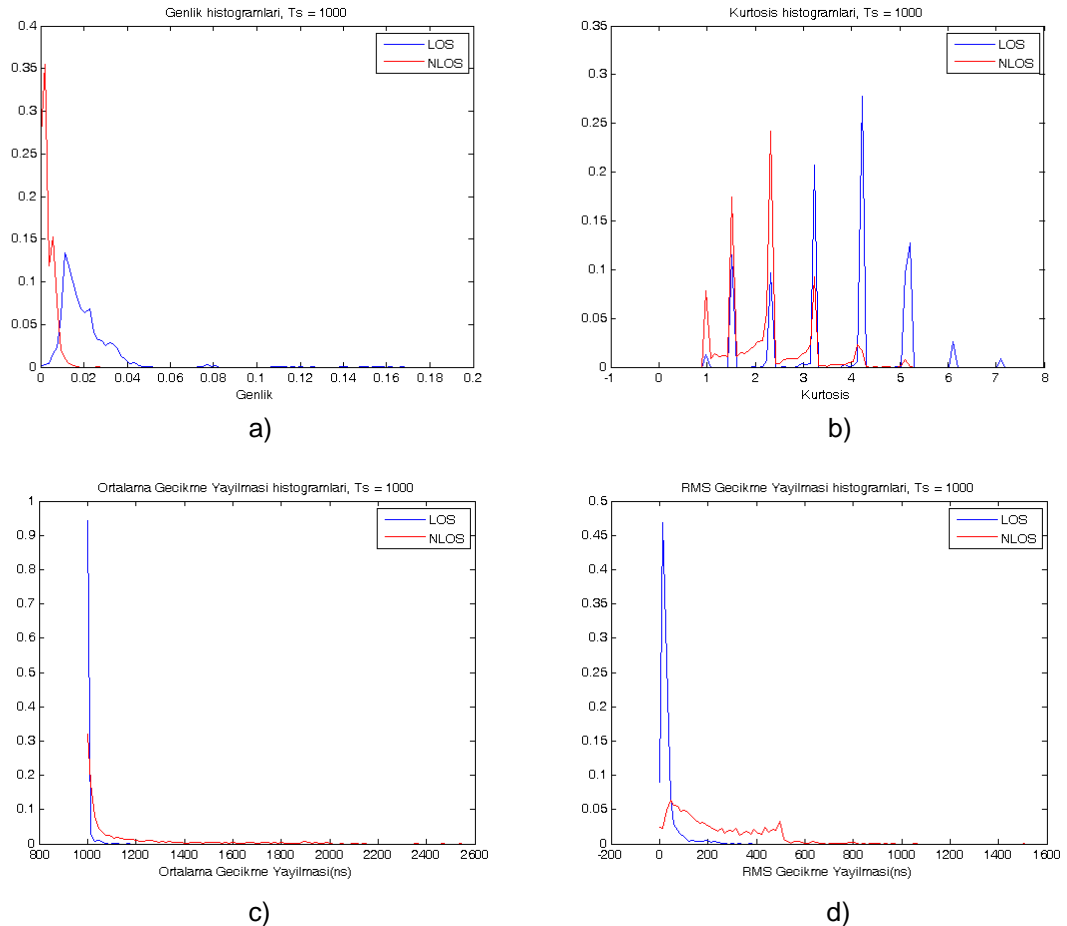 Genlik histogramlari, Ts = 1000
0.4
0.35
0.3
0.25
0.2
0.15
0.1
0.05
0
LOS
NLOS
0 0.02 0.04 0.06 0.08 0.1 0.12 0.14 0.16 0.18 0.2
Genlik
a)
Kurtosis histogramlari, Ts = 1000
0.35
0.3
0.25
0.2
0.15
0.1
0.05
0
LOS
NLOS
-1 0 1 2 3 4 5 6 7 8
Kurtosis
b)
Ortalama Gecikme Yayilmasi histogramlari, Ts = 1000
1
0.9
0.8
0.7
0.6
0.5
0.4
0.3
0.2
0.1
0
LOS
NLOS
800 1000 1200 1400 1600 1800 2000 2200 2400 2600
Ortalama Gecikme Yayilmasi(ns)
c)
RMS Gecikme Yayilmasi histogramlari, Ts = 1000
0.5
0.45
0.4
0.35
0.3
0.25
0.2
0.15
0.1
0.05
0
LOS
NLOS
-200 0 200 400 600 800 1000 1200 1400 1600
RMS Gecikme Yayilmasi(ns)
d)